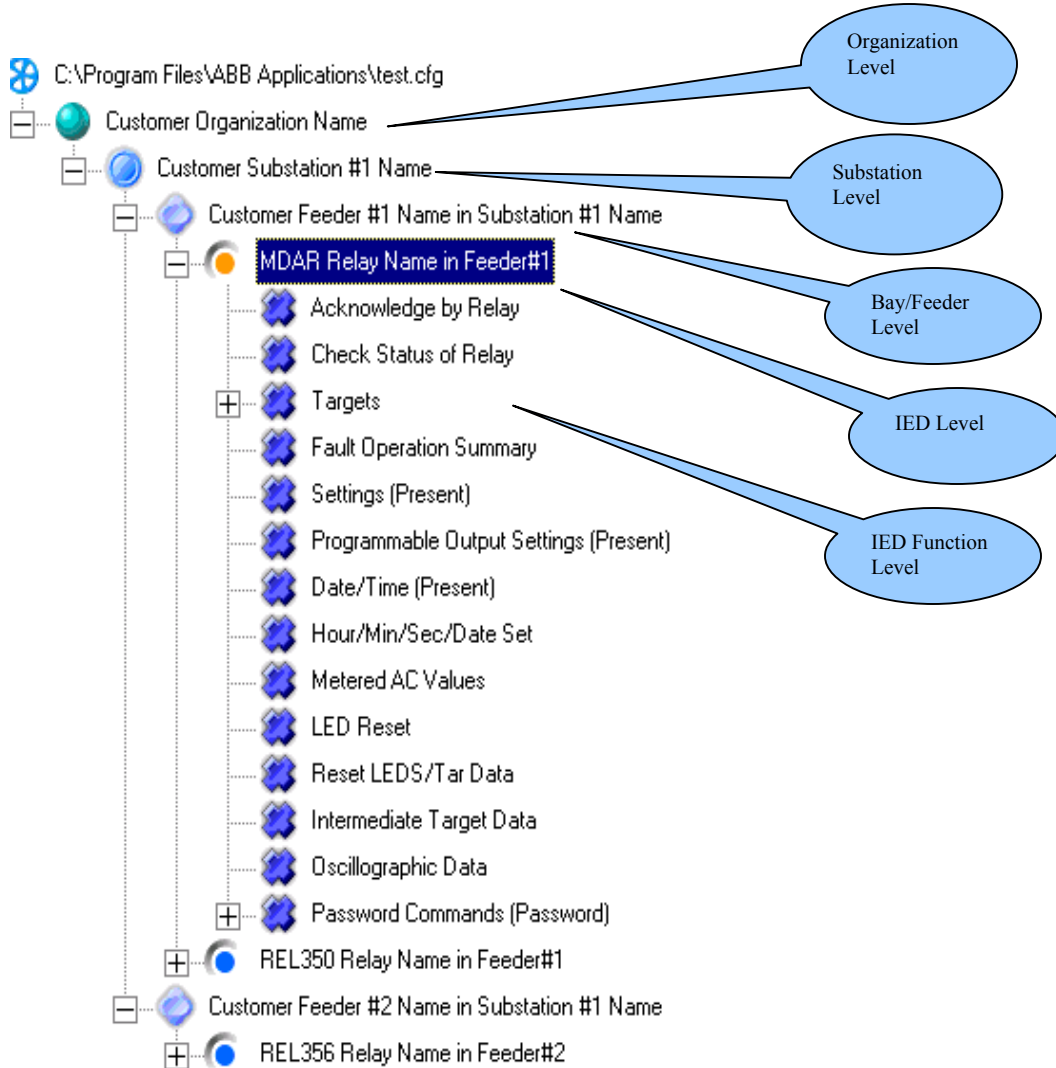 C:\Program Files\ABB Applications\test.cfg
Organization
Level
Customer Organization Name
Customer Substation #1 Name
Substation
Level
Customer Feeder #1 Name in Substation #1 Name
MDAR Relay Name in Feeder#1
Bay/Feeder
Level
Acknowledge by Relay
Check Status of Relay
Targets
IED Level
Fault Operation Summary
Settings (Present)
Programmable Output Settings (Present)
IED Function
Level
Date/Time (Present)
Hour/Min/Sec/Date Set
Metered AC Values
LED Reset
Reset LEDS/Tar Data
Intermediate Target Data
Oscillographic Data
Password Commands (Password)
REL350 Relay Name in Feeder#1
Customer Feeder #2 Name in Substation #1 Name
REL356 Relay Name in Feeder#2